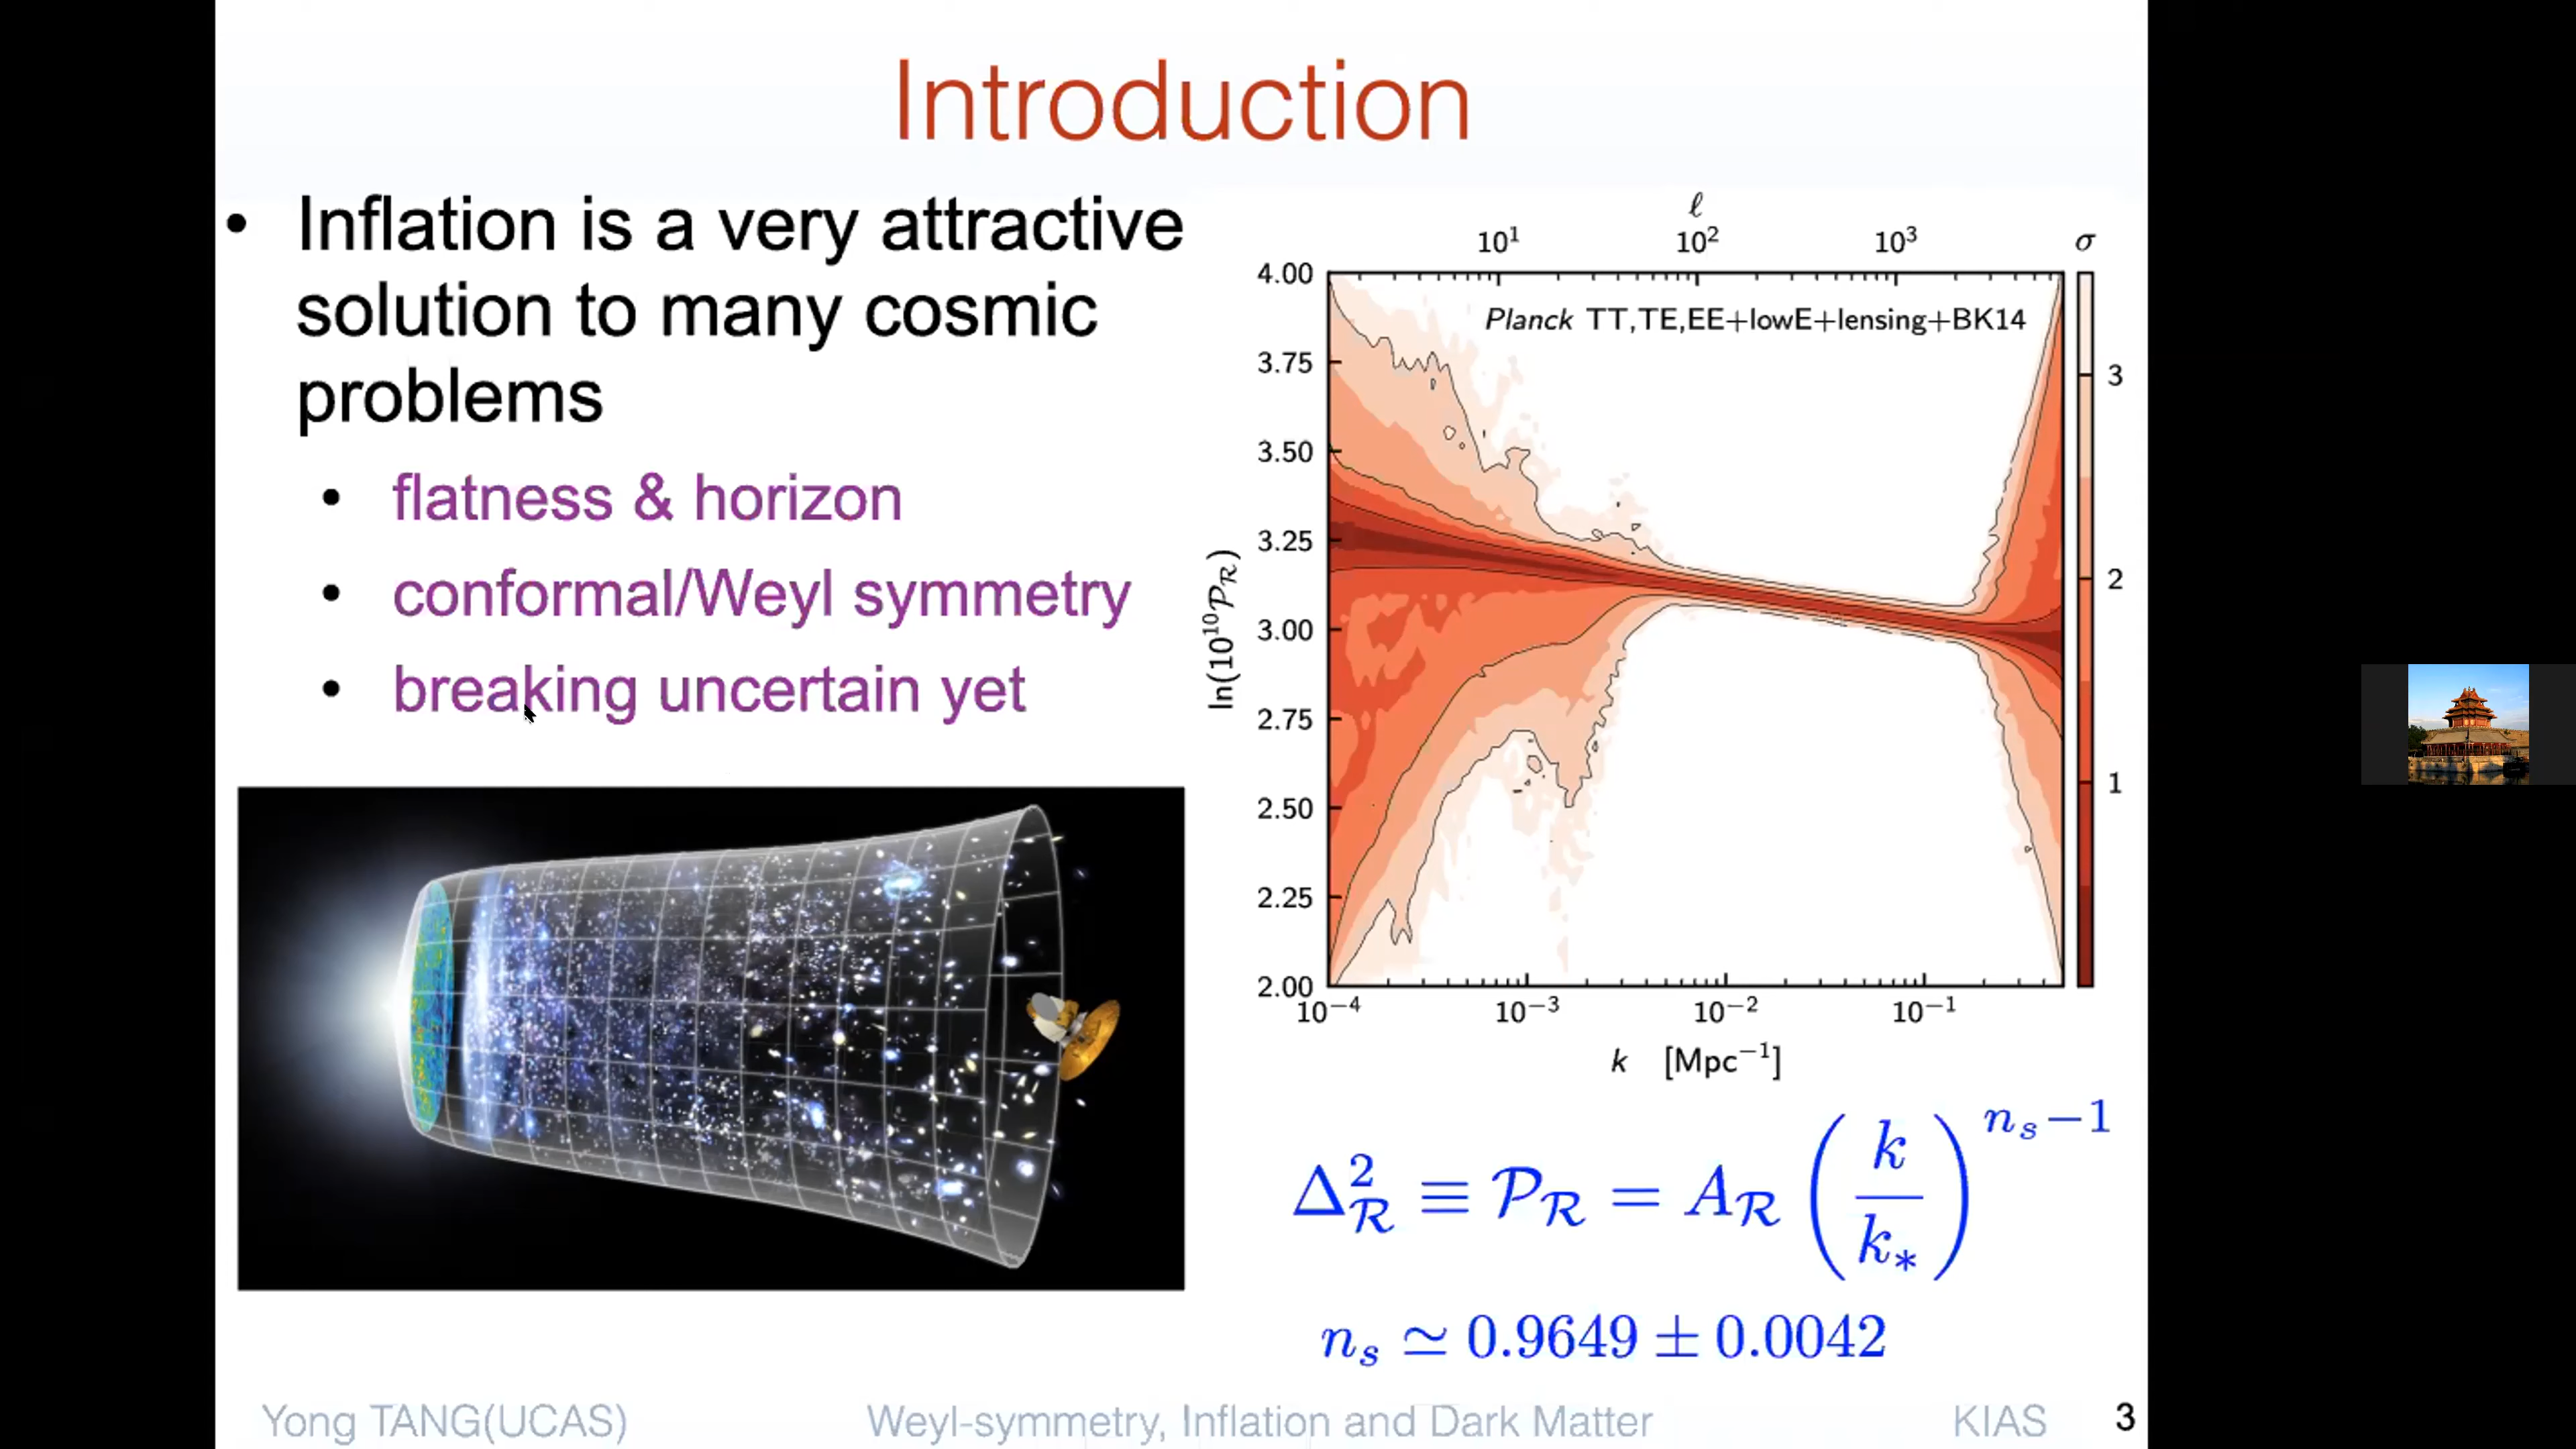 Introduction
• Inflation is a very attractive
solution to many cosmic
problems
• flatness & horizon
• conformal/Weyl symmetry
• breaking uncertain yet
ℓ
10¹ 10² 10³ σ
Planck TT,TE,EE+lowE+lensing+BK14
4.00
3.75
3.50
3.25
3.00
2.75
2.50
2.25
2.00
ln(10¹⁰𝒫_ℛ)
3
2
1
10⁻⁴ 10⁻³ 10⁻² 10⁻¹
k [Mpc⁻¹]
Δ²_ℛ ≡ 𝒫_ℛ = A_ℛ (k/k_*)^{n_s−1}
n_s ≃ 0.9649 ± 0.0042
Yong TANG(UCAS) Weyl-symmetry, Inflation and Dark Matter KIAS 3